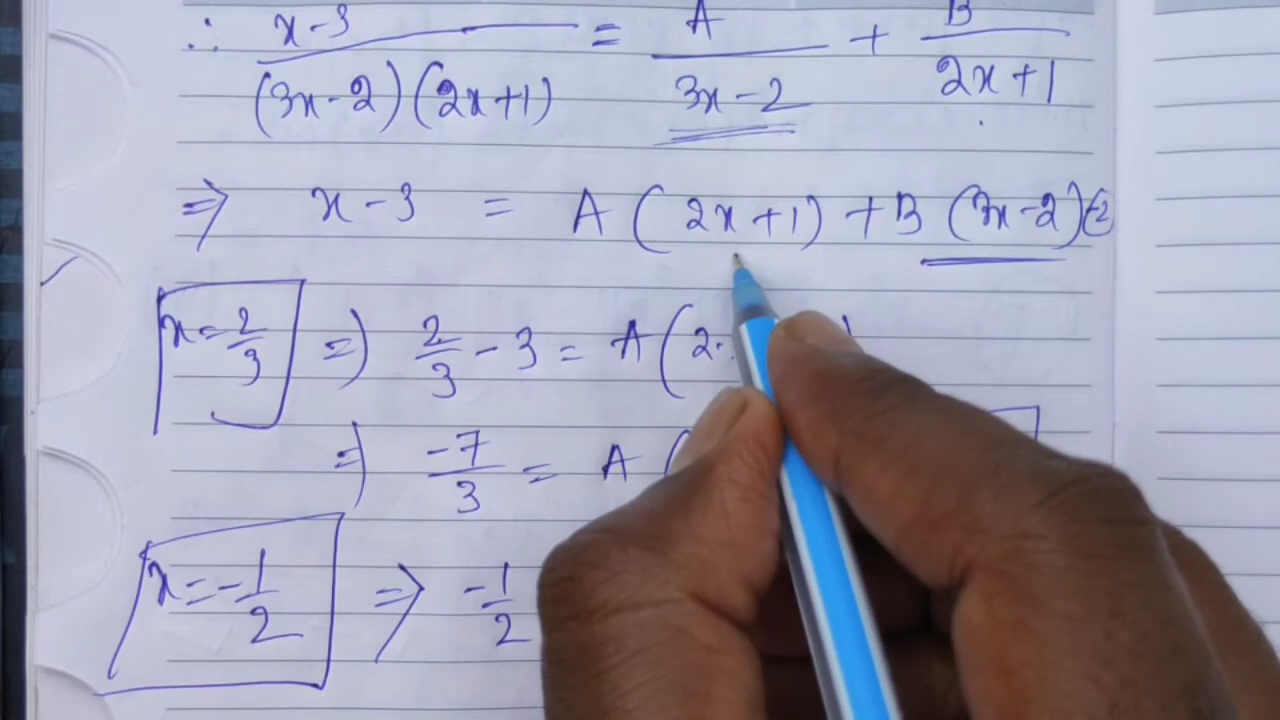 ∴ x-3 / (3x-2)(2x+1) = A / 3x-2 + B / 2x+1
⇒ x-3 = A (2x+1) + B (3x-2)
x = 2/3 ⇒ 2/3 - 3 = A (2·
⇒ -7/3 = A (
x = -1/2 ⇒ -1/2